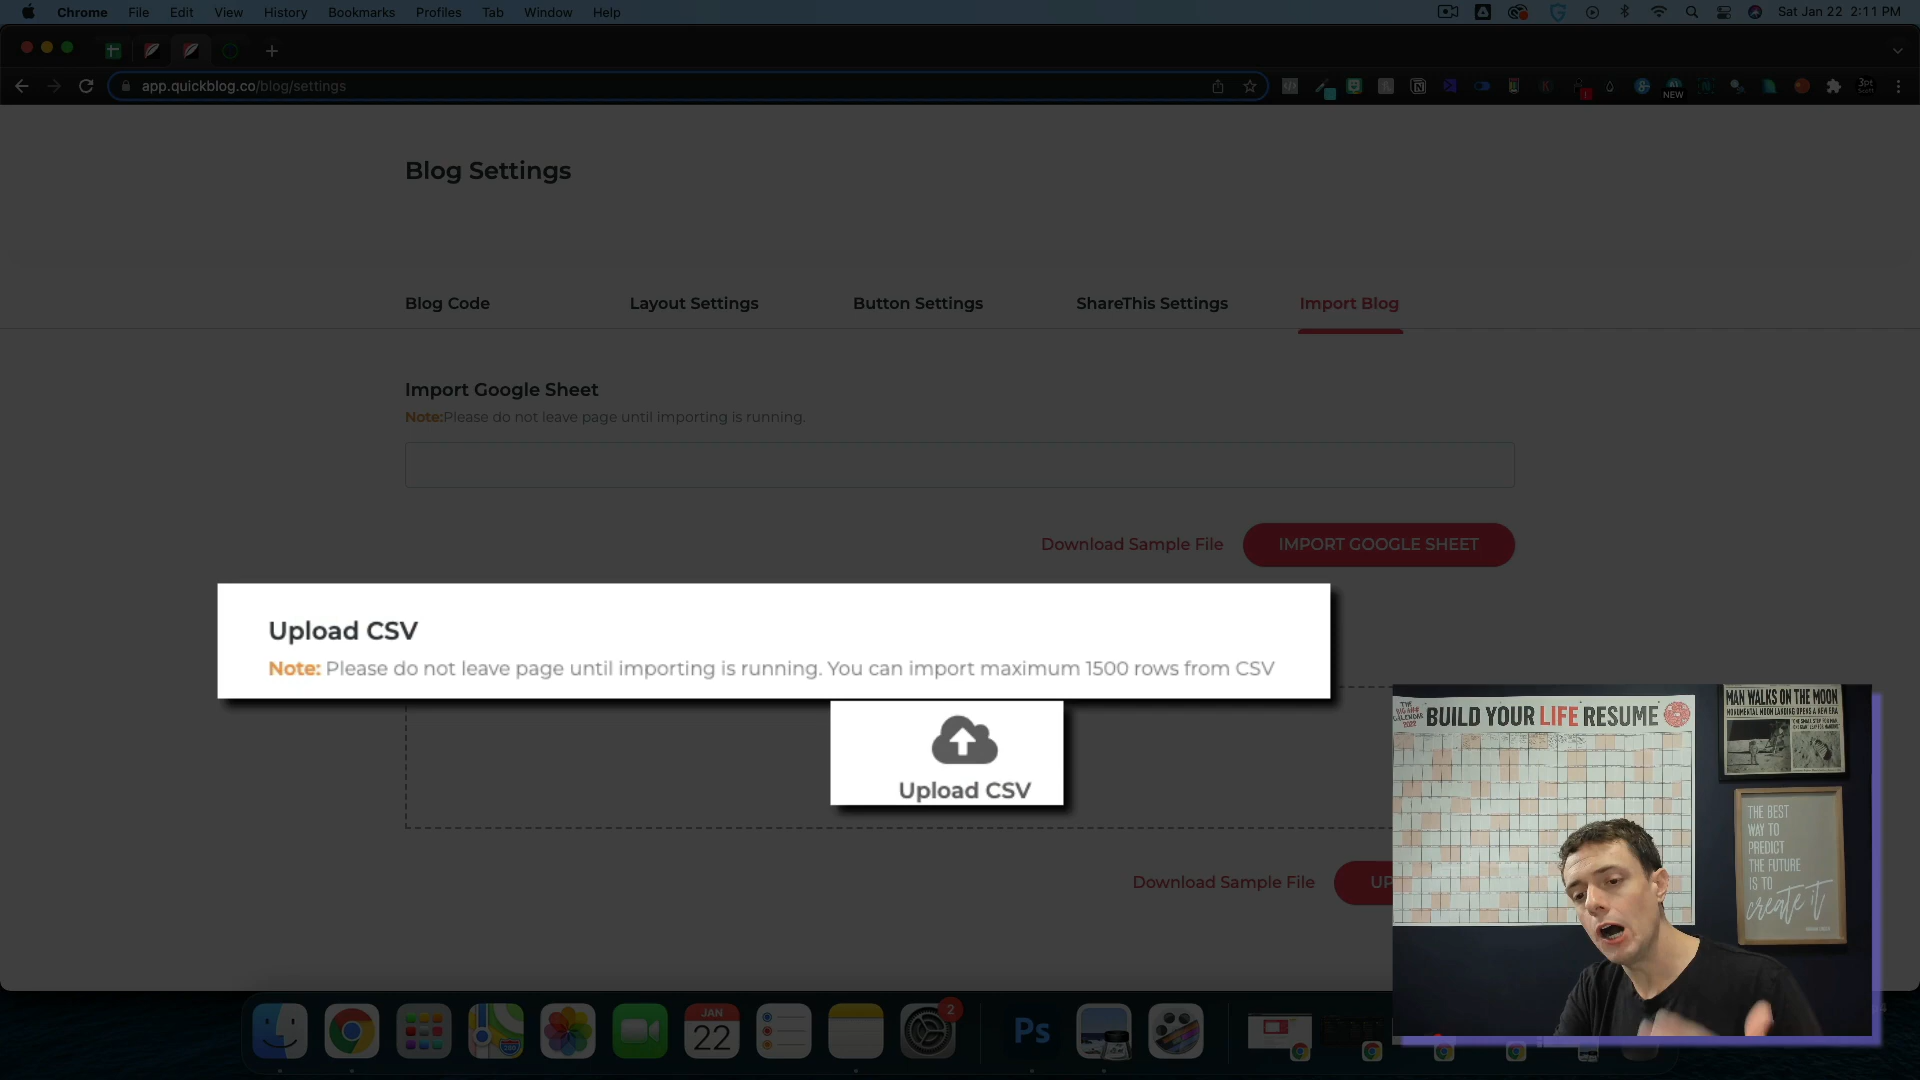 Chrome File Edit View History Bookmarks Profiles Tab Window Help Sat Jan 22 2:11 PM
app.quickblog.co/blog/settings
NEW
Blog Settings
Blog Code Layout Settings Button Settings ShareThis Settings Import Blog
Import Google Sheet
Note:Please do not leave page until importing is running.
Download Sample File IMPORT GOOGLE SHEET
Upload CSV
Note: Please do not leave page until importing is running. You can import maximum 1500 rows from CSV
Upload CSV
Download Sample File UP
BUILD YOUR LIFE RESUME
MAN WALKS ON THE MOON
THE BEST
WAY TO
PREDICT
THE FUTURE
IS TO
create it
JAN
22
Ps
2